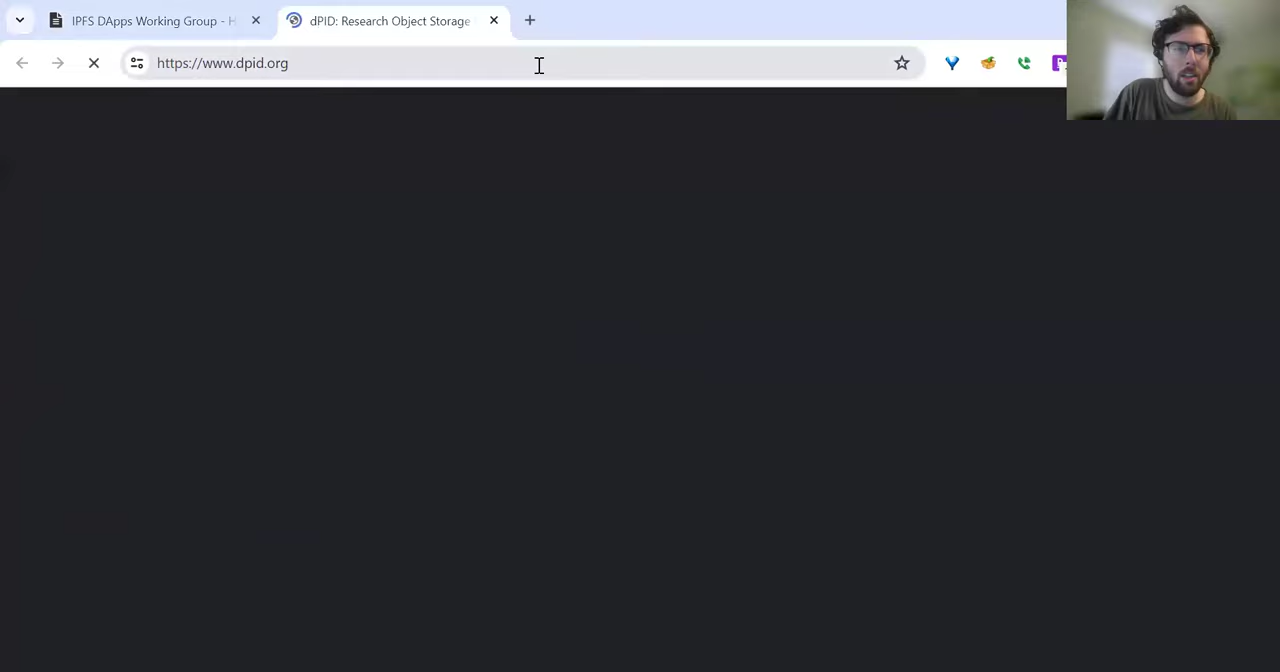 IPFS DApps Working Group - H
dPID: Research Object Storage
https://www.dpid.org